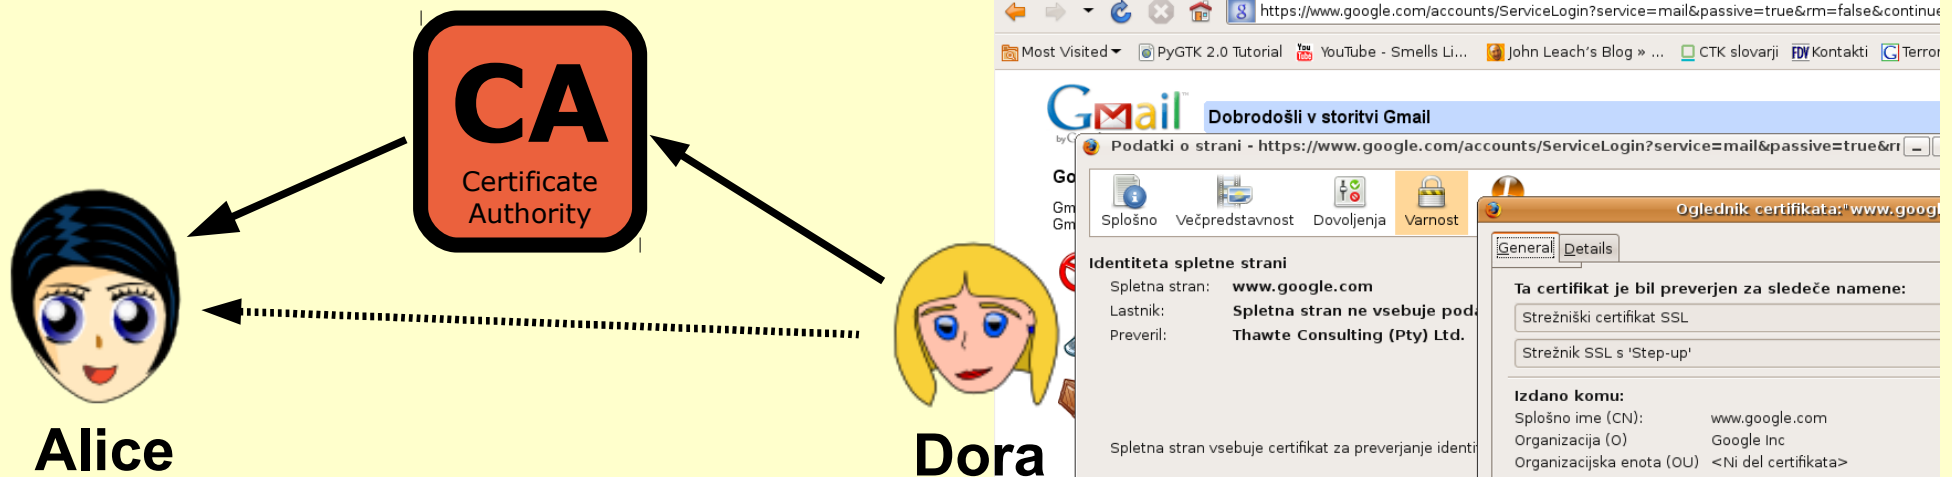 CA
Certificate
Authority
Alice
Dora
https://www.google.com/accounts/ServiceLogin?service=mail&passive=true&rm=false&continue
Most Visited
PyGTK 2.0 Tutorial
YouTube - Smells Li...
John Leach's Blog » ...
CTK slovarji
FDV Kontakti
Terror
GMail
by G
Dobrodošli v storitvi Gmail
Podatki o strani - https://www.google.com/accounts/ServiceLogin?service=mail&passive=true&r
Go
Gm
Gm
Splošno
Večpredstavnost
Dovoljenja
Varnost
Identiteta spletne strani
Spletna stran: www.google.com
Lastnik: Spletna stran ne vsebuje poda
Preveril: Thawte Consulting (Pty) Ltd.
Spletna stran vsebuje certifikat za preverjanje identi
Oglednik certifikata:"www.googl
General
Details
Ta certifikat je bil preverjen za sledeče namene:
Strežniški certifikat SSL
Strežnik SSL s 'Step-up'
Izdano komu:
Splošno ime (CN): www.google.com
Organizacija (O) Google Inc
Organizacijska enota (OU) <Ni del certifikata>